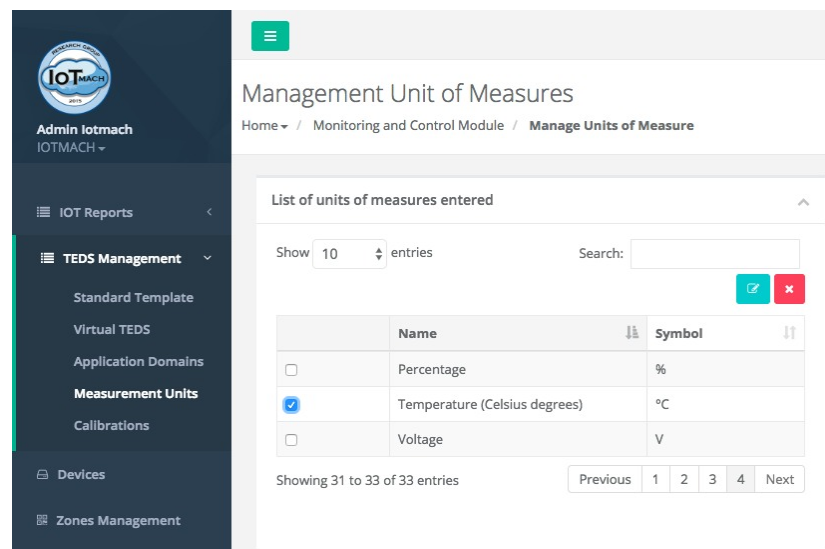 RESEARCH GROUP
IoTMACH
2015
Admin Iotmach
IOTMACH
IOT Reports
TEDS Management
Standard Template
Virtual TEDS
Application Domains
Measurement Units
Calibrations
Devices
Zones Management
Management Unit of Measures
Home / Monitoring and Control Module / Manage Units of Measure
List of units of measures entered
Show 10 entries Search:
Name Symbol
Percentage %
Temperature (Celsius degrees) °C
Voltage V
Showing 31 to 33 of 33 entries Previous 1 2 3 4 Next